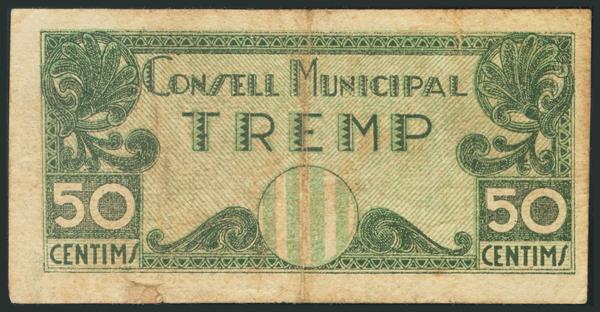 CONSELL MUNICIPAL
TREMP
50 50
CENTIMS CENTIMS